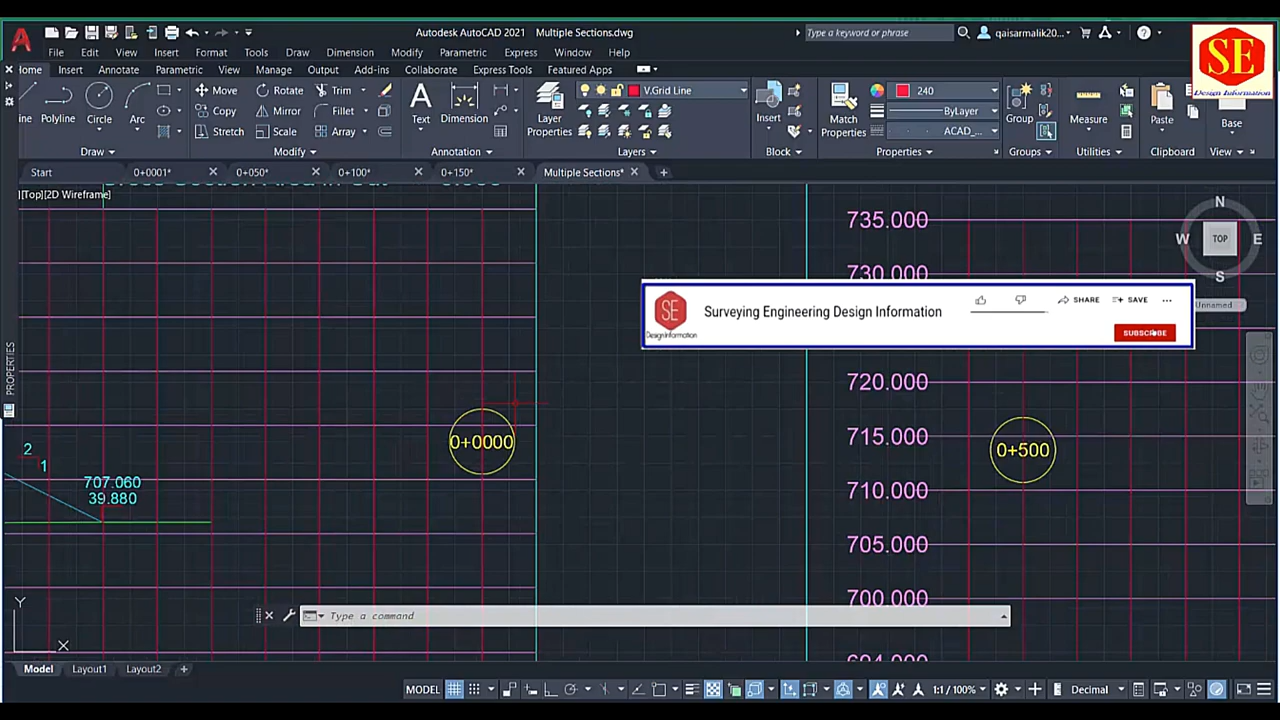 Autodesk AutoCAD 2021 Multiple Sections.dwg
Type a keyword or phrase
qaisarmalik20...
SE
Design Information
File Edit View Insert Format Tools Draw Dimension Modify Parametric Express Window Help
Home Insert Annotate Parametric View Manage Output Add-ins Collaborate Express Tools Featured Apps
Polyline Circle Arc
Move Rotate Trim
Copy Mirror Fillet
Stretch Scale Array
Text Dimension
Layer Properties
V.Grid Line
Insert
Match Properties
240
ByLayer
ACAD_...
Group
Measure
Paste
Base
Draw Modify Annotation Layers Block Properties Groups Utilities Clipboard View
Start 0+0001* 0+050* 0+100* 0+150* Multiple Sections*
[Top][2D Wireframe]
N
W TOP E
S
Unnamed
PROPERTIES
735.000
730.000
720.000
715.000
710.000
705.000
700.000
SE
Design Information
Surveying Engineering Design Information
SHARE SAVE
SUBSCRIBE
0+0000
0+500
2
1
707.060
39.880
Y
X
Type a command
Model Layout1 Layout2
MODEL 1:1 / 100% Decimal